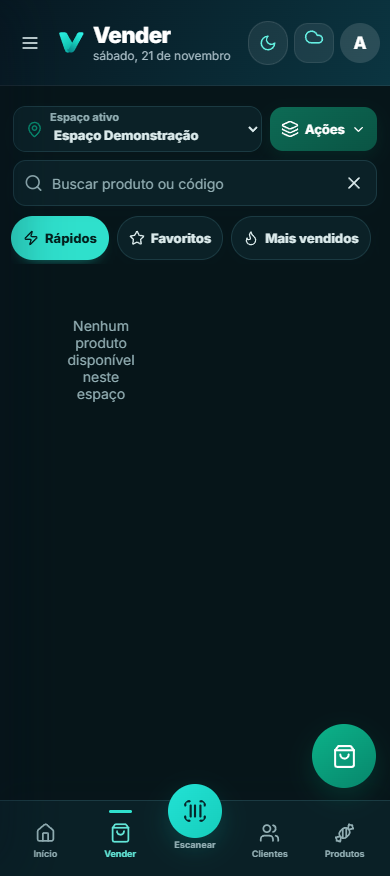 Vender
sábado, 21 de novembro
A
Espaço ativo
Espaço Demonstração
Ações
Buscar produto ou código
Rápidos
Favoritos
Mais vendidos
Nenhum
produto
disponível
neste
espaço
Início
Vender
Escanear
Clientes
Produtos